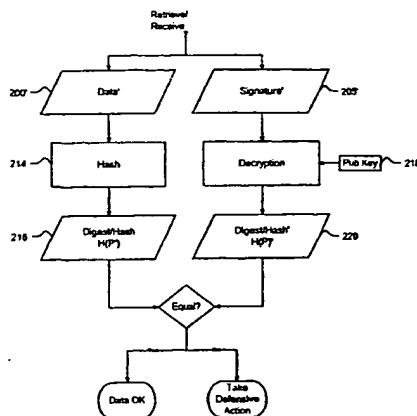 Retrieve/
Receive
200'
Data'
Signature'
205'
214
Hash
Decryption
Pub Key
218
216
Digest/Hash
H(P')
Digest/Hash'
H(P)'
220
Equal?
Data OK
Take
Defensive
Action